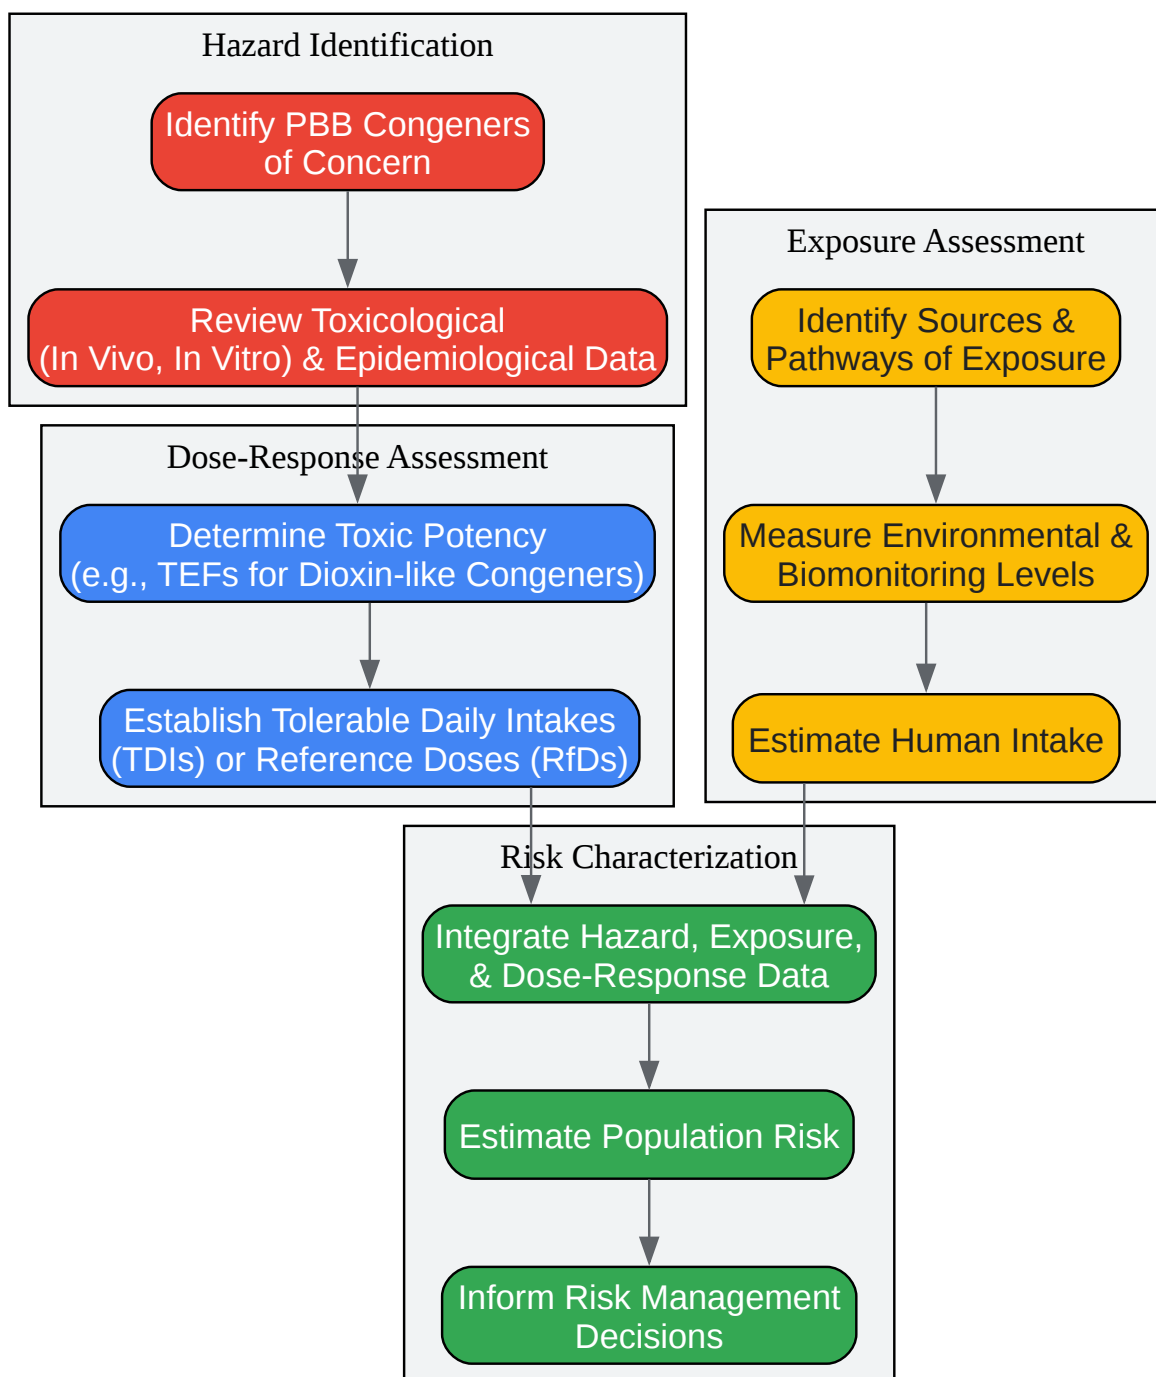 Hazard Identification
Identify PBB Congeners
of Concern
Review Toxicological
(In Vivo, In Vitro) & Epidemiological Data
Dose-Response Assessment
Determine Toxic Potency
(e.g., TEFs for Dioxin-like Congeners)
Establish Tolerable Daily Intakes
(TDIs) or Reference Doses (RfDs)
Exposure Assessment
Identify Sources &
Pathways of Exposure
Measure Environmental &
Biomonitoring Levels
Estimate Human Intake
Risk Characterization
Integrate Hazard, Exposure,
& Dose-Response Data
Estimate Population Risk
Inform Risk Management
Decisions